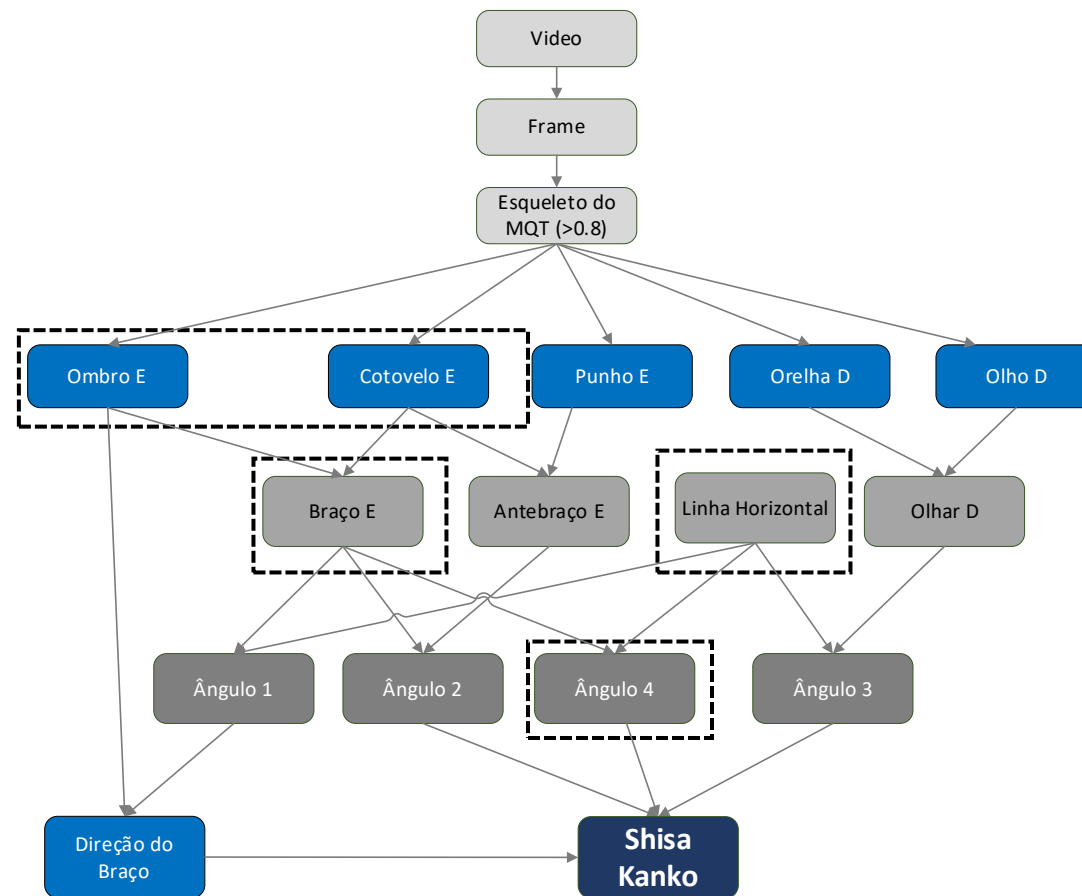 Video
Frame
Esqueleto do
MQT (>0.8)
Ombro E
Cotovelo E
Punho E
Orelha D
Olho D
Braço E
Antebraço E
Linha Horizontal
Olhar D
Ângulo 1
Ângulo 2
Ângulo 4
Ângulo 3
Direção do
Braço
Shisa
Kanko